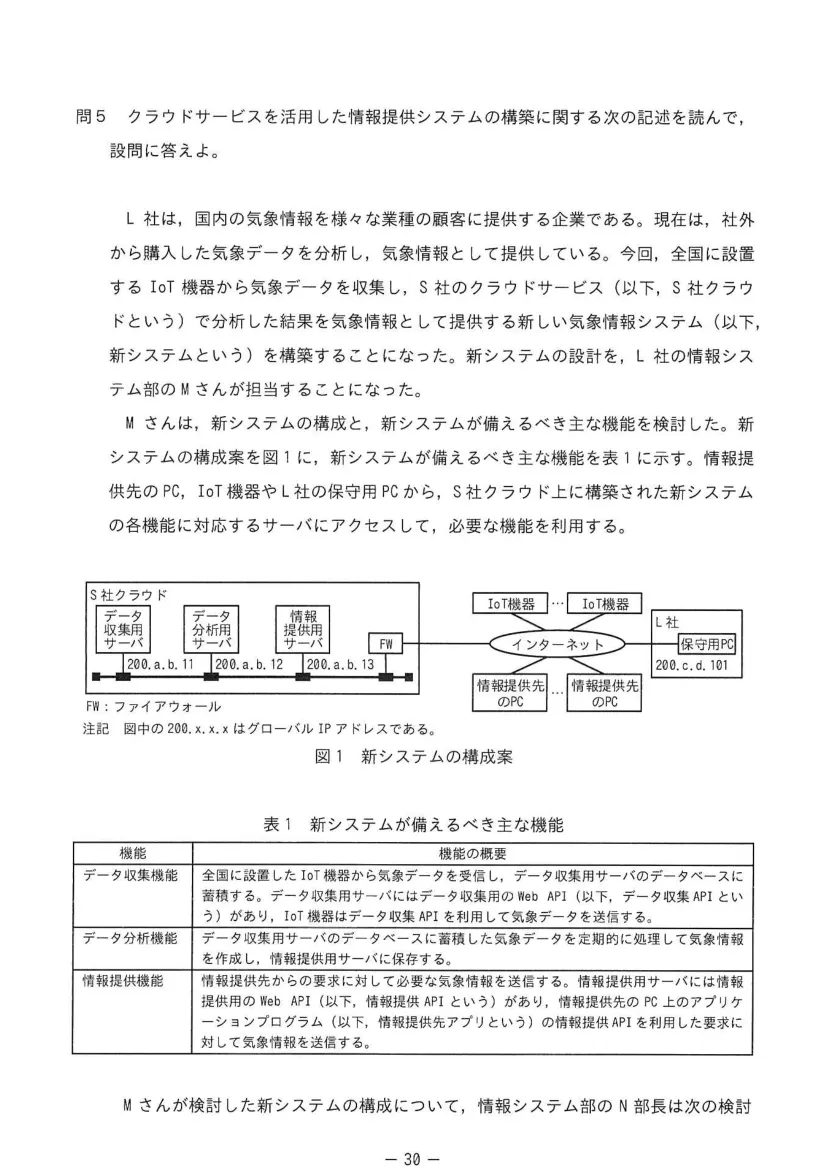 問5 クラウドサービスを活用した情報提供システムの構築に関する次の記述を読んで，
設問に答えよ。
L 社は，国内の気象情報を様々な業種の顧客に提供する企業である。現在は，社外
から購入した気象データを分析し，気象情報として提供している。今回，全国に設置
する IoT 機器から気象データを収集し，S 社のクラウドサービス（以下，S 社クラウ
ドという）で分析した結果を気象情報として提供する新しい気象情報システム（以下，
新システムという）を構築することになった。新システムの設計を，L 社の情報シス
テム部の M さんが担当することになった。
M さんは，新システムの構成と，新システムが備えるべき主な機能を検討した。新
システムの構成案を図1に，新システムが備えるべき主な機能を表1に示す。情報提
供先の PC，IoT 機器や L 社の保守用 PC から，S 社クラウド上に構築された新システム
の各機能に対応するサーバにアクセスして，必要な機能を利用する。
S 社クラウド
データ
収集用
サーバ
データ
分析用
サーバ
情報
提供用
サーバ
FW
200.a.b.11
200.a.b.12
200.a.b.13
IoT機器
…
IoT機器
インターネット
L 社
保守用PC
200.c.d.101
情報提供先
のPC
…
情報提供先
のPC
FW：ファイアウォール
注記 図中の 200.x.x.x はグローバル IP アドレスである。
図1 新システムの構成案
表1 新システムが備えるべき主な機能
機能 機能の概要
データ収集機能 全国に設置した IoT 機器から気象データを受信し，データ収集用サーバのデータベースに
蓄積する。データ収集用サーバにはデータ収集用の Web API（以下，データ収集 API とい
う）があり，IoT 機器はデータ収集 API を利用して気象データを送信する。
データ分析機能 データ収集用サーバのデータベースに蓄積した気象データを定期的に処理して気象情報
を作成し，情報提供用サーバに保存する。
情報提供機能 情報提供先からの要求に対して必要な気象情報を送信する。情報提供用サーバには情報
提供用の Web API（以下，情報提供 API という）があり，情報提供先の PC 上のアプリケ
ーションプログラム（以下，情報提供先アプリという）の情報提供 API を利用した要求に
対して気象情報を送信する。
M さんが検討した新システムの構成について，情報システム部の N 部長は次の検討
— 30 —